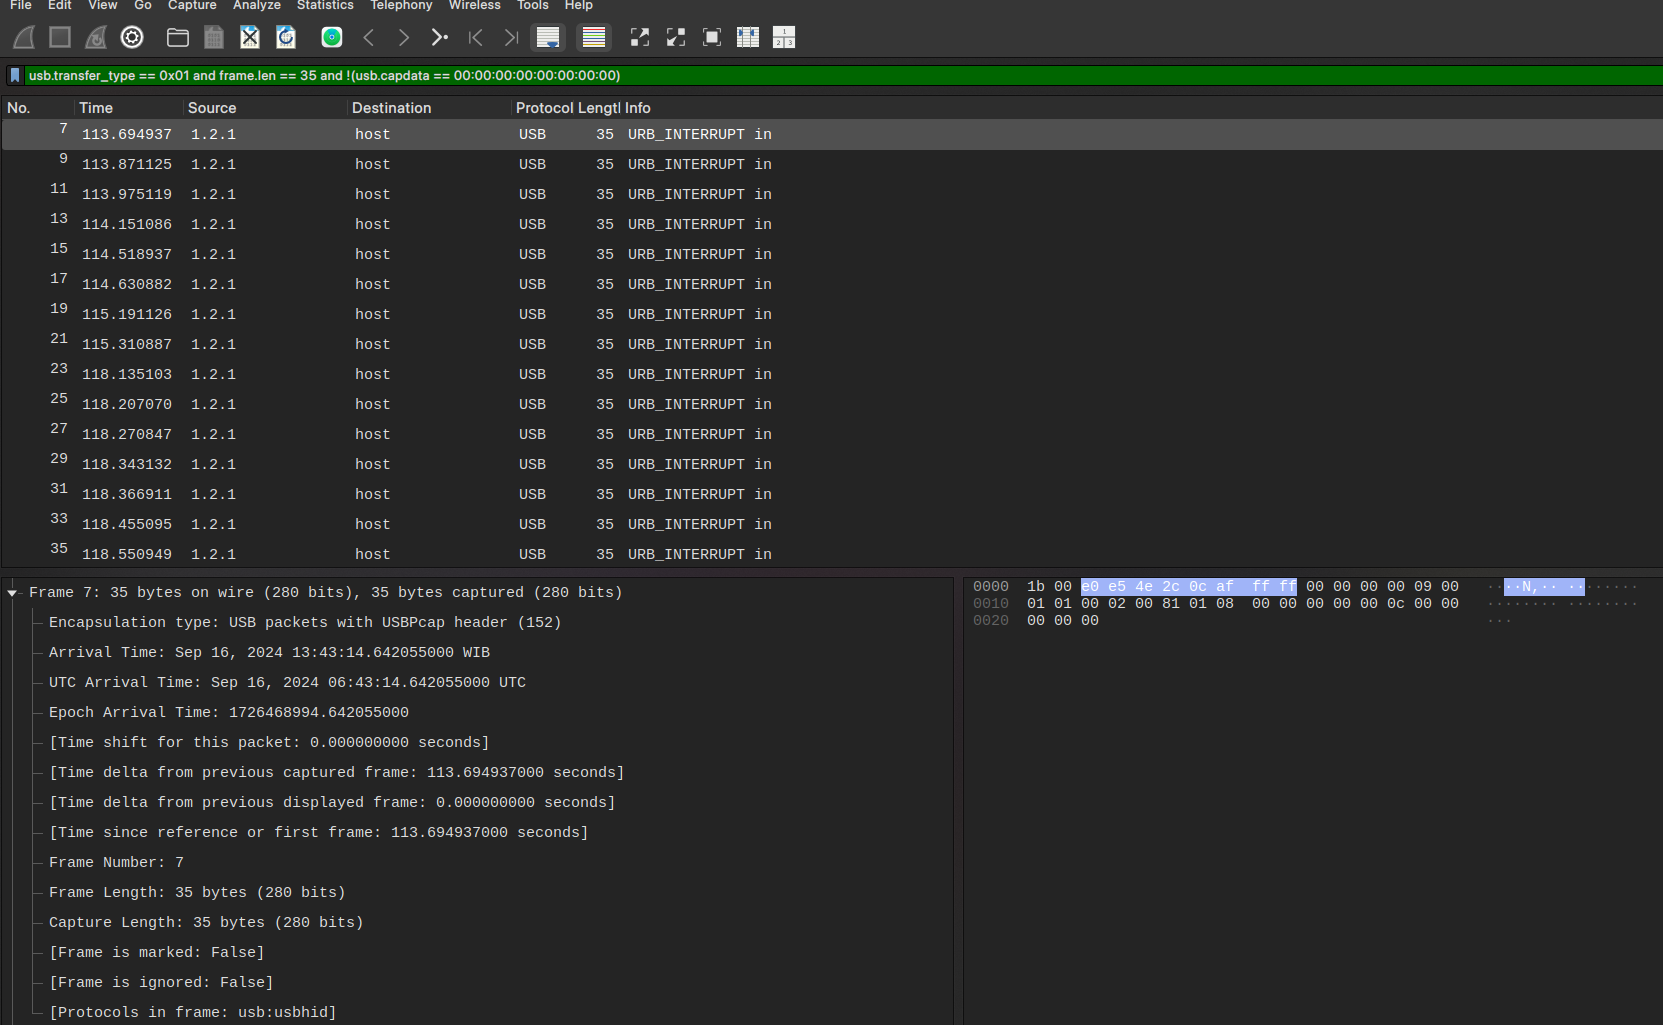 File Edit View Go Capture Analyze Statistics Telephony Wireless Tools Help
usb.transfer_type == 0x01 and frame.len == 35 and !(usb.capdata == 00:00:00:00:00:00:00:00)
No. Time Source Destination Protocol Lengtl Info
7 113.694937 1.2.1 host USB 35 URB_INTERRUPT in
9 113.871125 1.2.1 host USB 35 URB_INTERRUPT in
11 113.975119 1.2.1 host USB 35 URB_INTERRUPT in
13 114.151086 1.2.1 host USB 35 URB_INTERRUPT in
15 114.518937 1.2.1 host USB 35 URB_INTERRUPT in
17 114.630882 1.2.1 host USB 35 URB_INTERRUPT in
19 115.191126 1.2.1 host USB 35 URB_INTERRUPT in
21 115.310887 1.2.1 host USB 35 URB_INTERRUPT in
23 118.135103 1.2.1 host USB 35 URB_INTERRUPT in
25 118.207070 1.2.1 host USB 35 URB_INTERRUPT in
27 118.270847 1.2.1 host USB 35 URB_INTERRUPT in
29 118.343132 1.2.1 host USB 35 URB_INTERRUPT in
31 118.366911 1.2.1 host USB 35 URB_INTERRUPT in
33 118.455095 1.2.1 host USB 35 URB_INTERRUPT in
35 118.550949 1.2.1 host USB 35 URB_INTERRUPT in
Frame 7: 35 bytes on wire (280 bits), 35 bytes captured (280 bits)
Encapsulation type: USB packets with USBPcap header (152)
Arrival Time: Sep 16, 2024 13:43:14.642055000 WIB
UTC Arrival Time: Sep 16, 2024 06:43:14.642055000 UTC
Epoch Arrival Time: 1726468994.642055000
[Time shift for this packet: 0.000000000 seconds]
[Time delta from previous captured frame: 113.694937000 seconds]
[Time delta from previous displayed frame: 0.000000000 seconds]
[Time since reference or first frame: 113.694937000 seconds]
Frame Number: 7
Frame Length: 35 bytes (280 bits)
Capture Length: 35 bytes (280 bits)
[Frame is marked: False]
[Frame is ignored: False]
[Protocols in frame: usb:usbhid]
0000 1b 00 e0 e5 4e 2c 0c af ff ff 00 00 00 00 09 00 ····N,·· ········
0010 01 01 00 02 00 81 01 08 00 00 00 00 00 0c 00 00 ········ ········
0020 00 00 00 ···